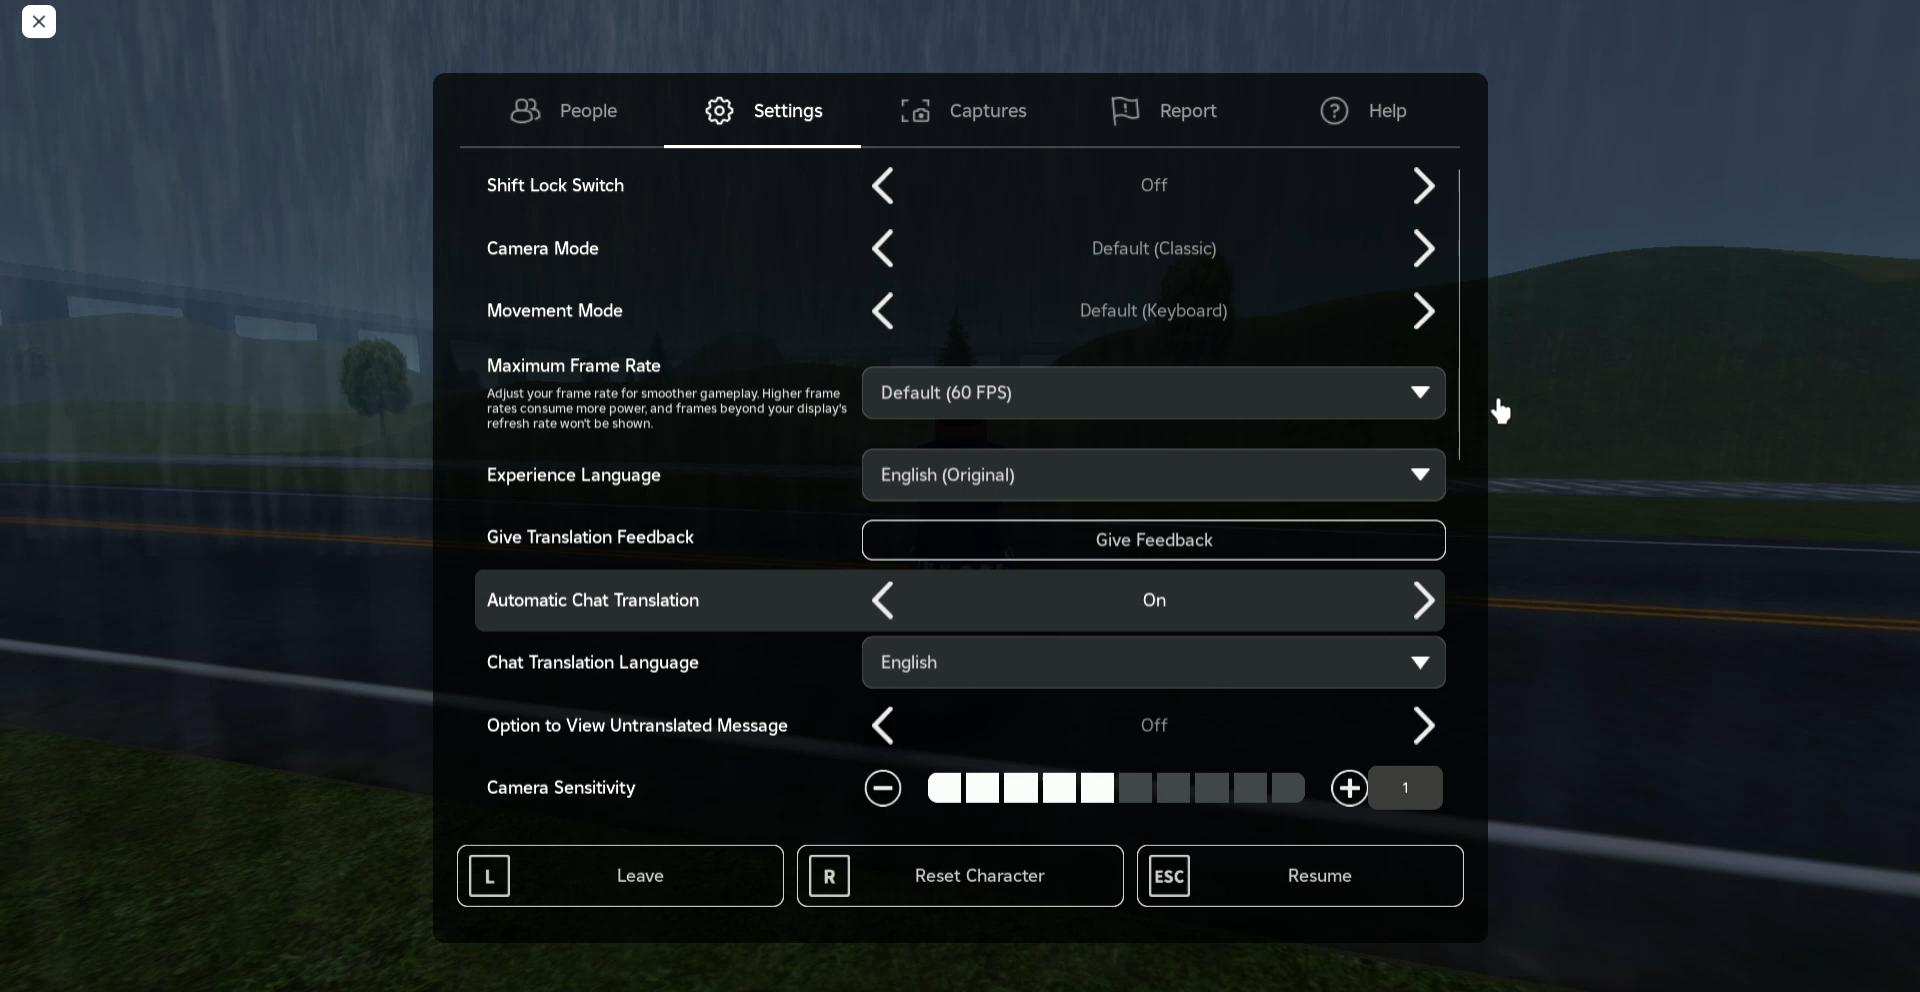 People
Settings
Captures
Report
Help
Shift Lock Switch
Off
Camera Mode
Default (Classic)
Movement Mode
Default (Keyboard)
Maximum Frame Rate
Adjust your frame rate for smoother gameplay. Higher frame
rates consume more power, and frames beyond your display's
refresh rate won't be shown.
Default (60 FPS)
Experience Language
English (Original)
Give Translation Feedback
Give Feedback
Automatic Chat Translation
On
Chat Translation Language
English
Option to View Untranslated Message
Off
Camera Sensitivity
1
L
Leave
R
Reset Character
ESC
Resume